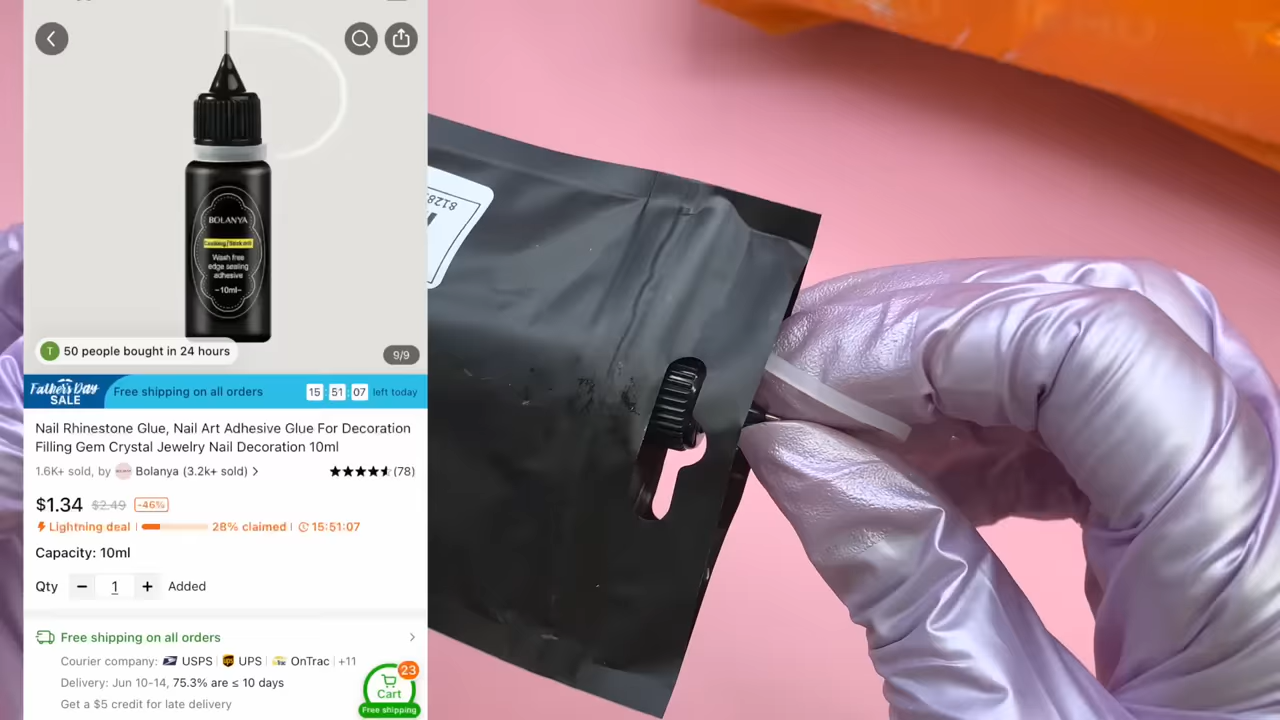 BOLANYA
Wash free
edge sealing
adhesive
~10ml~
T 50 people bought in 24 hours
9/9
Father's Day
SALE
Free shipping on all orders
15 : 51 : 07 left today
Nail Rhinestone Glue, Nail Art Adhesive Glue For Decoration
Filling Gem Crystal Jewelry Nail Decoration 10ml
1.6K+ sold, by Bolanya (3.2k+ sold)
(78)
$1.34 $2.49 -46%
Lightning deal 28% claimed 15:51:07
Capacity: 10ml
Qty − 1 + Added
Free shipping on all orders
Courier company: USPS UPS OnTrac +11
Delivery: Jun 10-14, 75.3% are ≤ 10 days
Get a $5 credit for late delivery
23
Cart
Free shipping